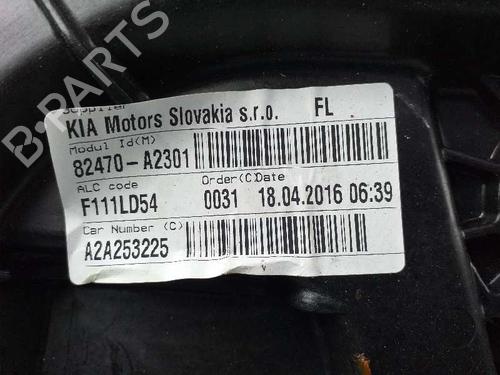 Supplier
KIA Motors Slovakia s.r.o. FL
Modul Id(M)
82470-A2301
ALC code Order(C)Date
F111LD54 0031 18.04.2016 06:39
Car Number (C)
A2A253225
B-PARTS